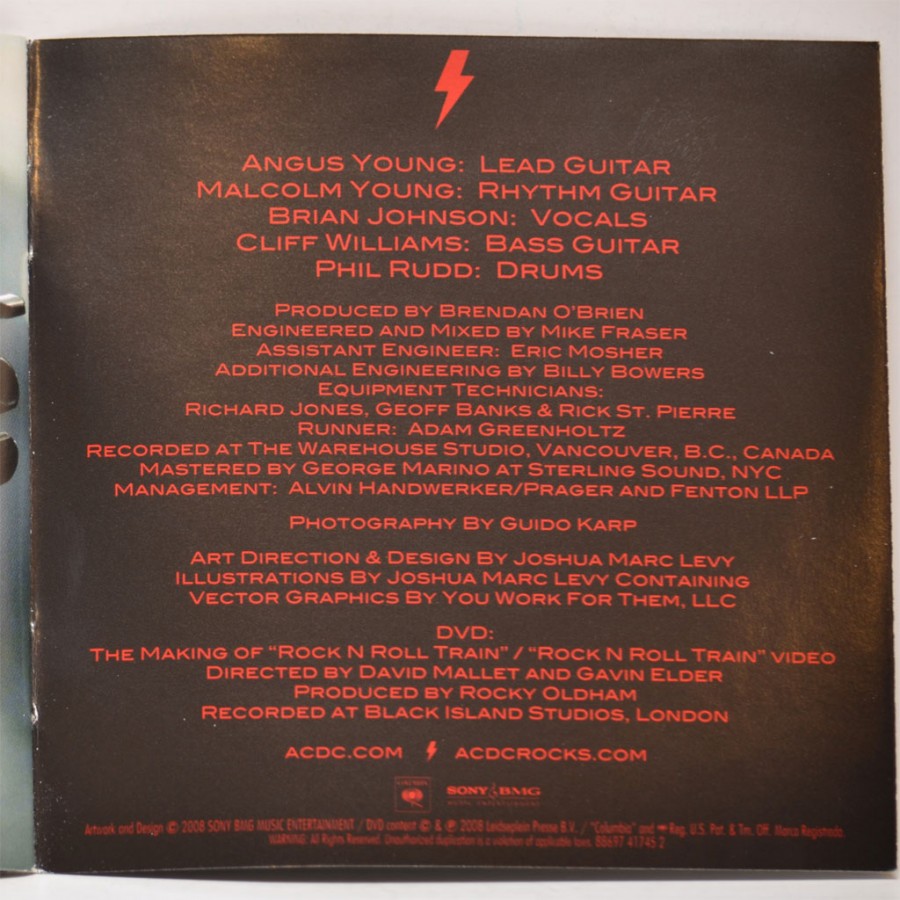 ANGUS YOUNG: LEAD GUITAR
MALCOLM YOUNG: RHYTHM GUITAR
BRIAN JOHNSON: VOCALS
CLIFF WILLIAMS: BASS GUITAR
PHIL RUDD: DRUMS
PRODUCED BY BRENDAN O'BRIEN
ENGINEERED AND MIXED BY MIKE FRASER
ASSISTANT ENGINEER: ERIC MOSHER
ADDITIONAL ENGINEERING BY BILLY BOWERS
EQUIPMENT TECHNICIANS:
RICHARD JONES, GEOFF BANKS & RICK ST. PIERRE
RUNNER: ADAM GREENHOLTZ
RECORDED AT THE WAREHOUSE STUDIO, VANCOUVER, B.C., CANADA
MASTERED BY GEORGE MARINO AT STERLING SOUND, NYC
MANAGEMENT: ALVIN HANDWERKER/PRAGER AND FENTON LLP
PHOTOGRAPHY BY GUIDO KARP
ART DIRECTION & DESIGN BY JOSHUA MARC LEVY
ILLUSTRATIONS BY JOSHUA MARC LEVY CONTAINING
VECTOR GRAPHICS BY YOU WORK FOR THEM, LLC
DVD:
THE MAKING OF “ROCK N ROLL TRAIN” / “ROCK N ROLL TRAIN” VIDEO
DIRECTED BY DAVID MALLET AND GAVIN ELDER
PRODUCED BY ROCKY OLDHAM
RECORDED AT BLACK ISLAND STUDIOS, LONDON
ACDC.COM ACDCROCKS.COM
COLUMBIA
SONY BMG
MUSIC ENTERTAINMENT
Artwork and Design © 2008 SONY BMG MUSIC ENTERTAINMENT / DVD content © & ℗ 2008 Leidseplein Presse B.V. / "Columbia" and Reg. U.S. Pat. & Tm. Off. Marca Registrada.
WARNING: All Rights Reserved. Unauthorized duplication is a violation of applicable laws. 88697 41745 2